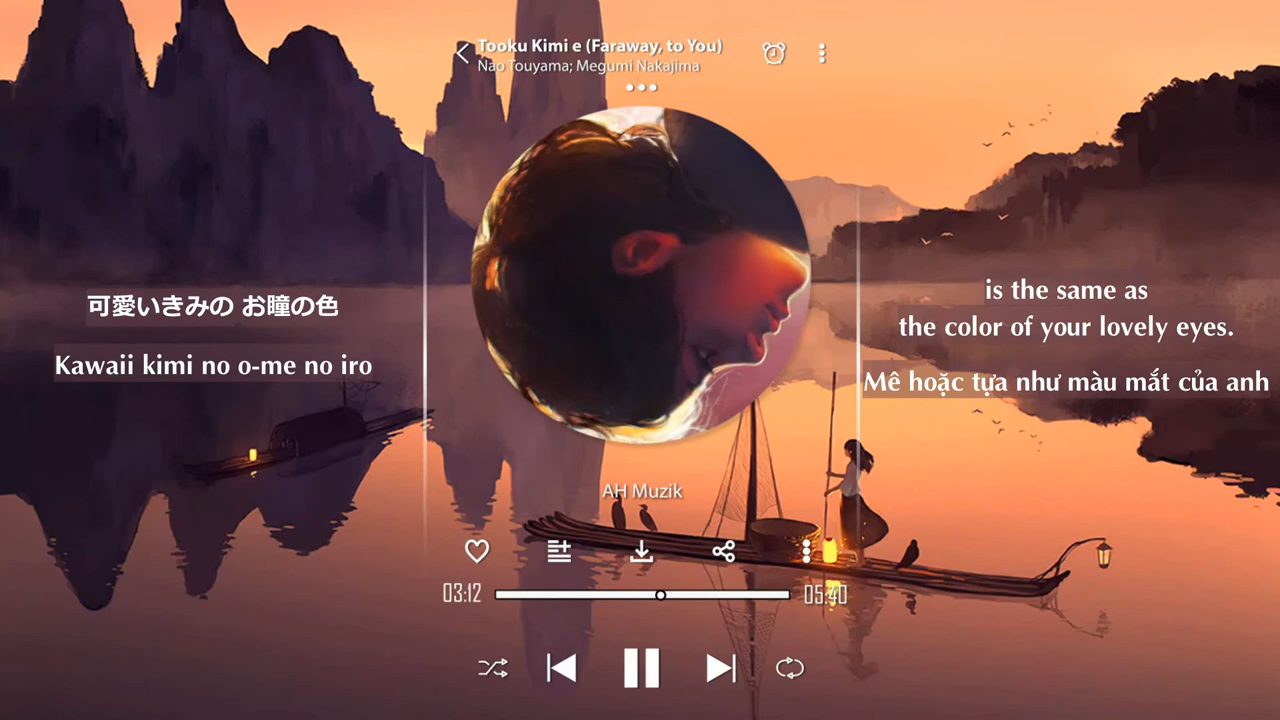 Tooku Kimi e (Faraway, to You)
Nao Touyama; Megumi Nakajima
可愛いきみの お瞳の色
Kawaii kimi no o-me no iro
is the same as
the color of your lovely eyes.
Mê hoặc tựa như màu mắt của anh
AH Muzik
03:12
05:40